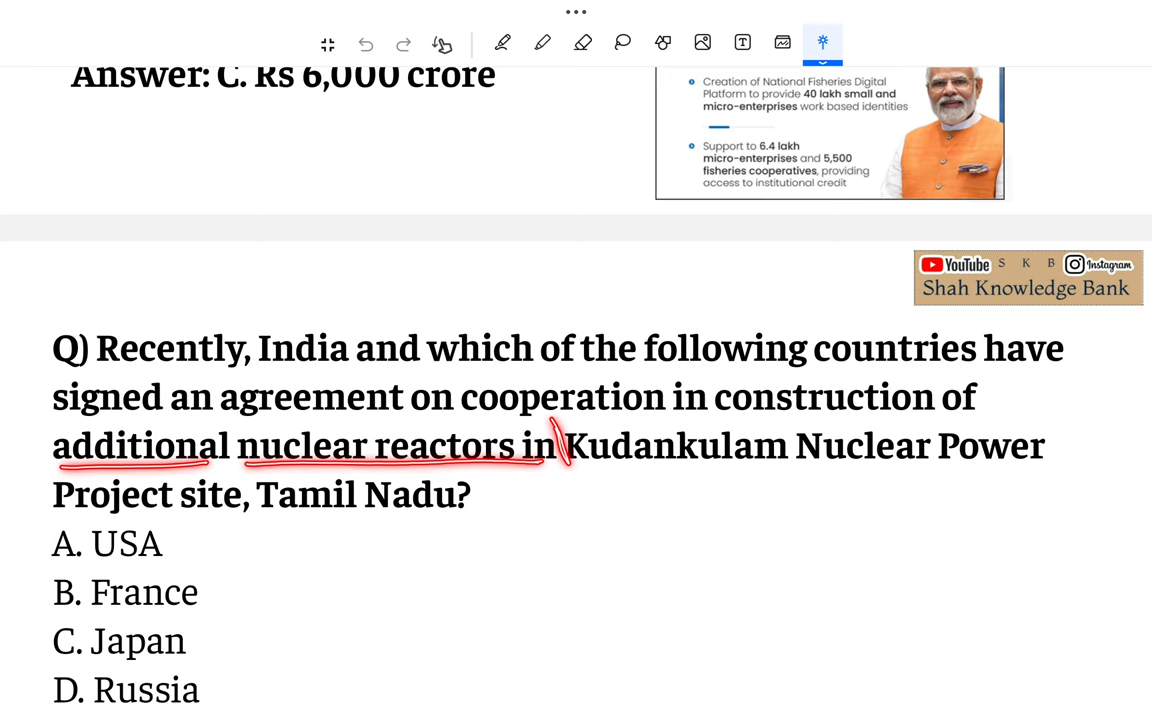 Answer: C. Rs 6,000 crore
Creation of National Fisheries Digital
Platform to provide 40 lakh small and
micro-enterprises work based identities
Support to 6.4 lakh
micro-enterprises and 5,500
fisheries cooperatives, providing
access to institutional credit
YouTube S K B Instagram
Shah Knowledge Bank
Q) Recently, India and which of the following countries have
signed an agreement on cooperation in construction of
additional nuclear reactors in Kudankulam Nuclear Power
Project site, Tamil Nadu?
A. USA
B. France
C. Japan
D. Russia